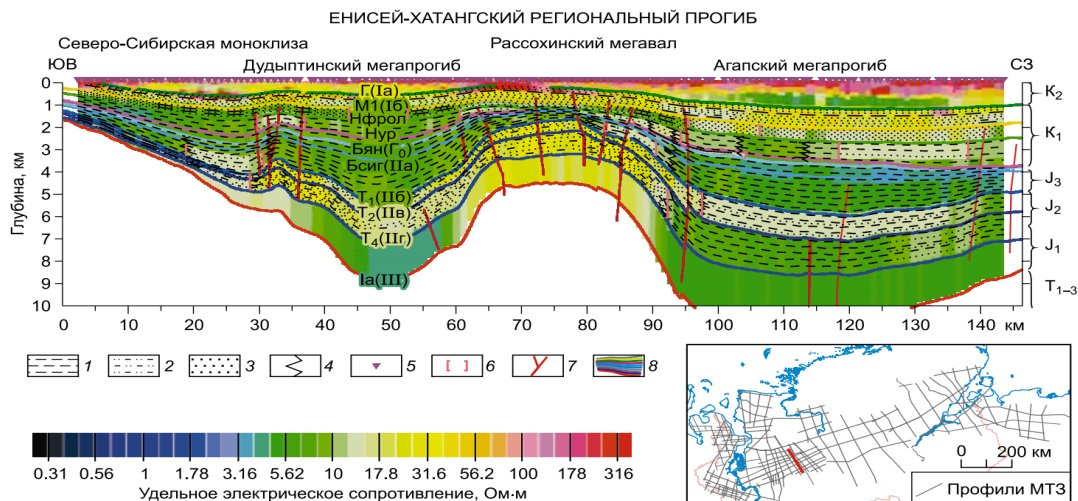 ЕНИСЕЙ-ХАТАНГСКИЙ РЕГИОНАЛЬНЫЙ ПРОГИБ
Северо-Сибирская моноклиза
Рассохинский мегавал
ЮВ
Дудыптинский мегапрогиб
Агапский мегапрогиб
СЗ
Глубина, км
0
1
2
3
4
5
6
7
8
9
10
Г(Iа)
М1(Iб)
Нфрол
Нур
Бян(Г₀)
Бсиг(IIа)
Т₁(IIб)
Т₂(IIв)
Т₄(IIг)
Iа(III)
K₂
K₁
J₃
J₂
J₁
T₁₋₃
0 10 20 30 40 50 60 70 80 90 100 110 120 130 140 км
1 2 3 4 5 6 7 8
0.31 0.56 1 1.78 3.16 5.62 10 17.8 31.6 56.2 100 178 316
Удельное электрическое сопротивление, Ом·м
0 200 км
Профили МТЗ